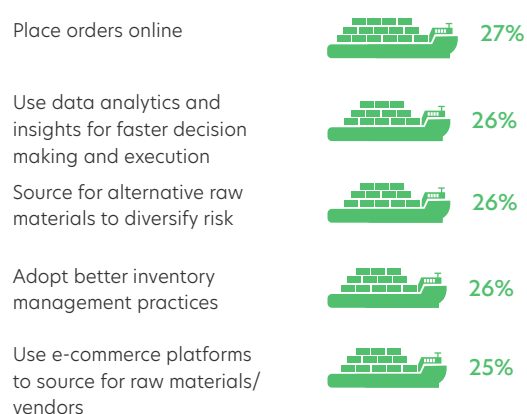 Place orders online
27%
Use data analytics and
insights for faster decision
making and execution
26%
Source for alternative raw
materials to diversify risk
26%
Adopt better inventory
management practices
26%
Use e-commerce platforms
to source for raw materials/
vendors
25%